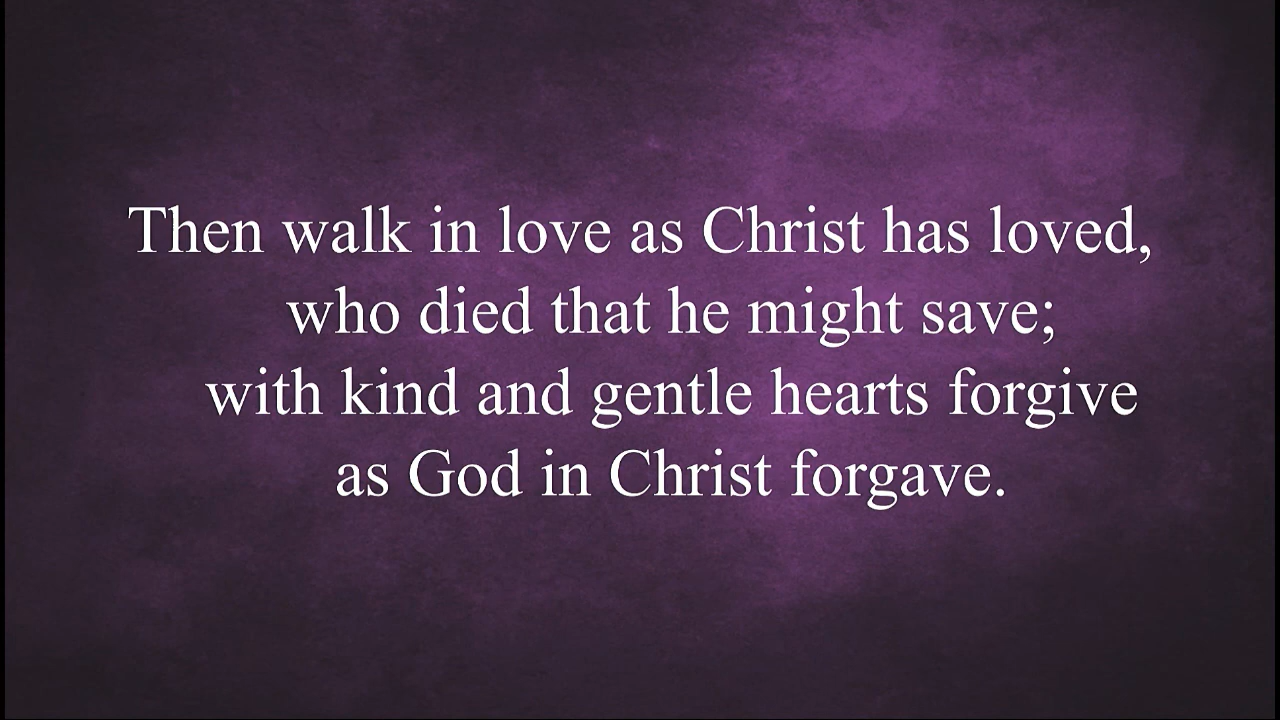 Then walk in love as Christ has loved,
who died that he might save;
with kind and gentle hearts forgive
as God in Christ forgave.